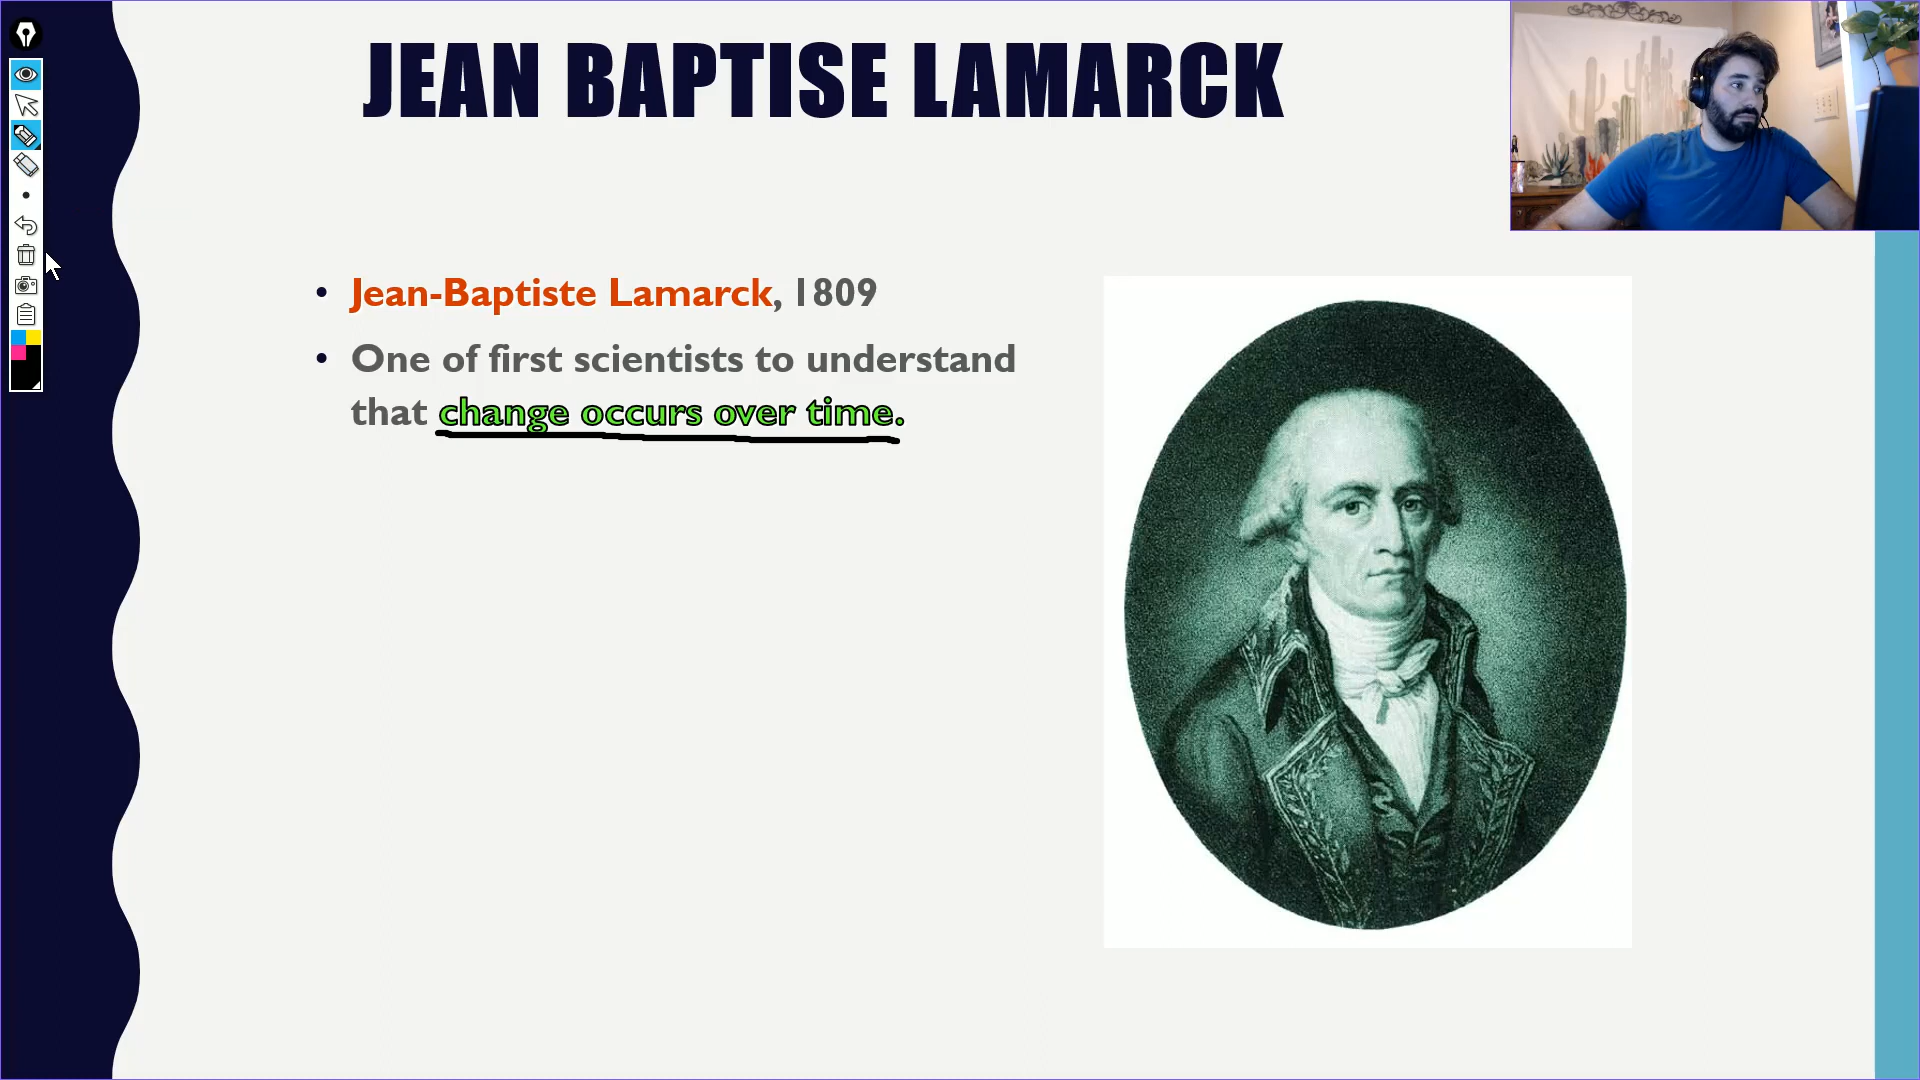 JEAN BAPTISE LAMARCK
• Jean-Baptiste Lamarck, 1809
• One of first scientists to understand
that change occurs over time.